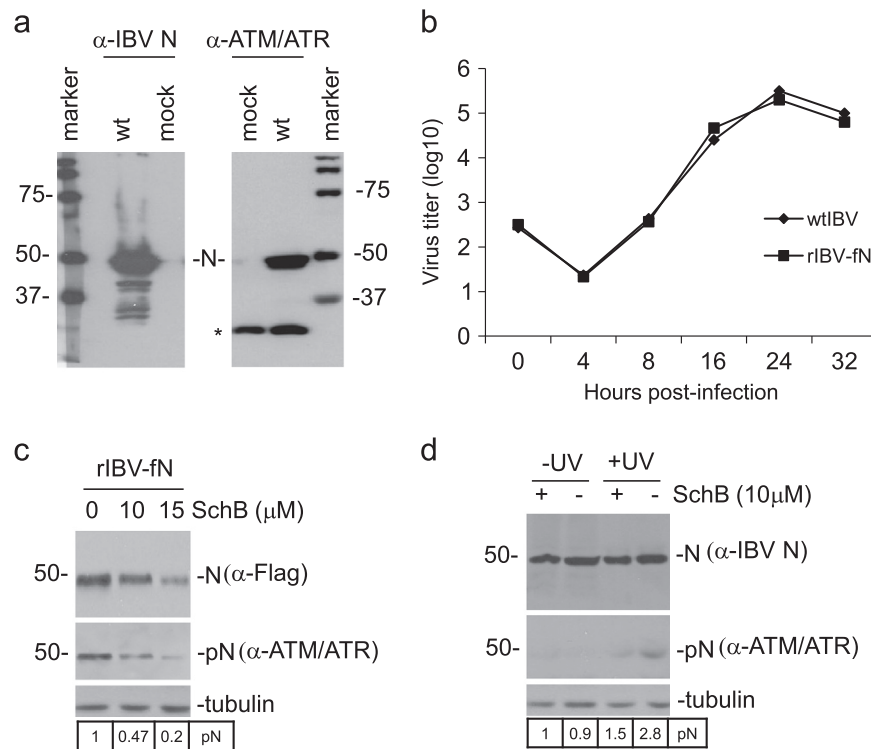 a
α-IBV N
α-ATM/ATR
marker
wt
mock
mock
wt
marker
75-
-75
50-
-N-
-50
37-
-37
*
b
6
5
4
3
2
1
0
Virus titer (log10)
wtIBV
rIBV-fN
0 4 8 16 24 32
Hours post-infection
c
rIBV-fN
0 10 15 SchB (μM)
50- -N (α-Flag)
50- -pN (α-ATM/ATR)
-tubulin
1 0.47 0.2 pN
d
-UV +UV
+ - + - SchB (10μM)
50- -N (α-IBV N)
50- -pN (α-ATM/ATR)
-tubulin
1 0.9 1.5 2.8 pN